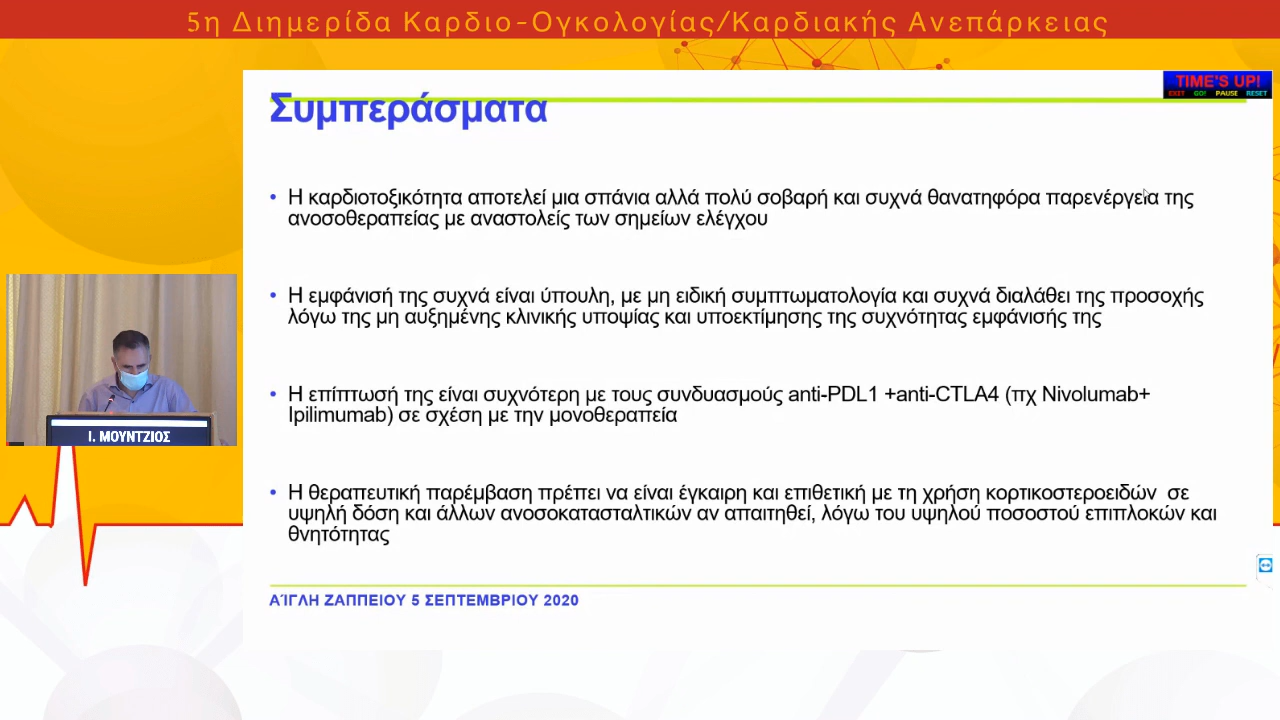 5η Διημερίδα Καρδιο-Ογκολογίας/Καρδιακής Ανεπάρκειας
TIME'S UP!
EXIT GO! PAUSE RESET
Συμπεράσματα
• Η καρδιοτοξικότητα αποτελεί μια σπάνια αλλά πολύ σοβαρή και συχνά θανατηφόρα παρενέργεια της
ανοσοθεραπείας με αναστολείς των σημείων ελέγχου
• Η εμφάνισή της συχνά είναι ύπουλη, με μη ειδική συμπτωματολογία και συχνά διαλάθει της προσοχής
λόγω της μη αυξημένης κλινικής υποψίας και υποεκτίμησης της συχνότητας εμφάνισής της
• Η επίπτωσή της είναι συχνότερη με τους συνδυασμούς anti-PDL1 +anti-CTLA4 (πχ Nivolumab+
Ipilimumab) σε σχέση με την μονοθεραπεία
• Η θεραπευτική παρέμβαση πρέπει να είναι έγκαιρη και επιθετική με τη χρήση κορτικοστεροειδών σε
υψηλή δόση και άλλων ανοσοκατασταλτικών αν απαιτηθεί, λόγω του υψηλού ποσοστού επιπλοκών και
θνητότητας
ΑΊΓΛΗ ΖΑΠΠΕΙΟΥ 5 ΣΕΠΤΕΜΒΡΙΟΥ 2020
Ι. ΜΟΥΝΤΖΙΟΣ